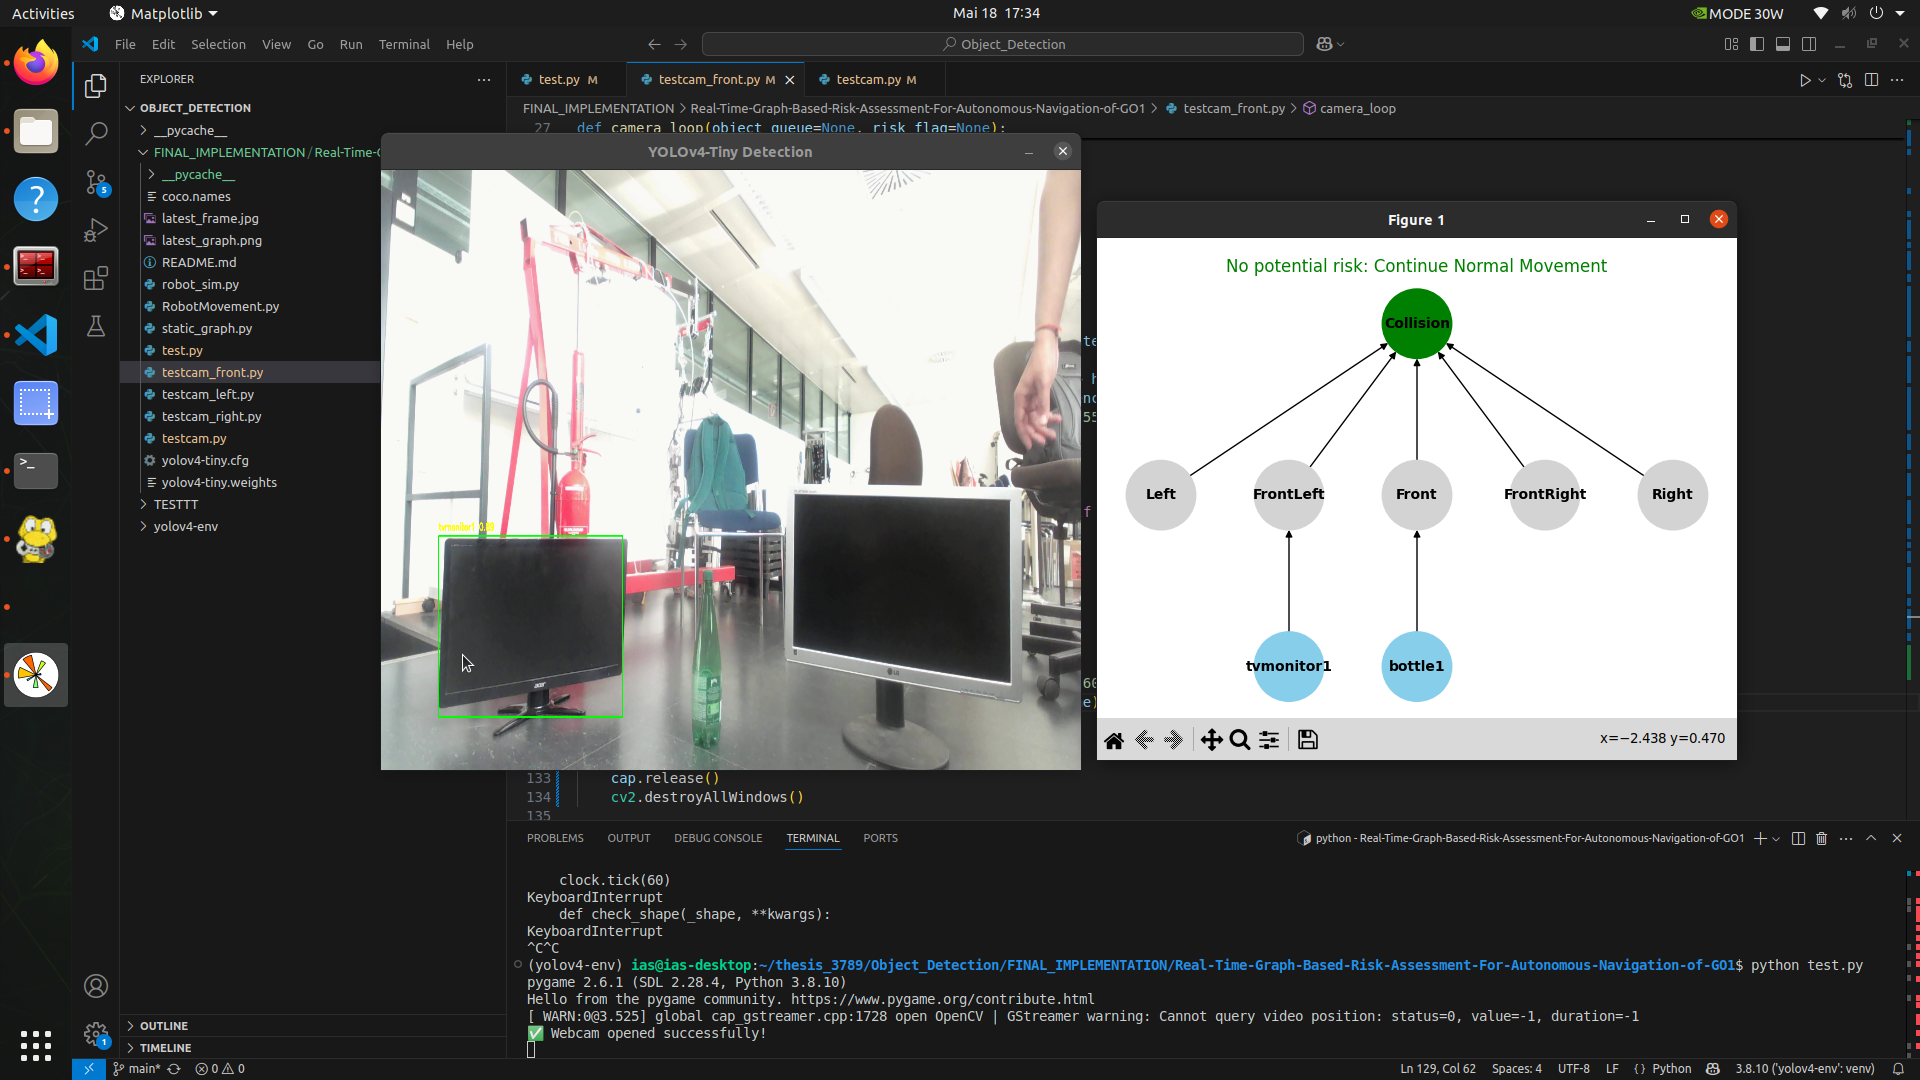 Activities
Matplotlib
Mai 18 17:34
MODE 30W
File Edit Selection View Go Run Terminal Help
Object_Detection
EXPLORER
OBJECT_DETECTION
__pycache__
FINAL_IMPLEMENTATION / Real-Time-G
__pycache__
coco.names
latest_frame.jpg
latest_graph.png
README.md
robot_sim.py
RobotMovement.py
static_graph.py
test.py
testcam_front.py
testcam_left.py
testcam_right.py
testcam.py
yolov4-tiny.cfg
yolov4-tiny.weights
TESTTT
yolov4-env
OUTLINE
TIMELINE
5
1
test.py M
testcam_front.py M
testcam.py M
FINAL_IMPLEMENTATION > Real-Time-Graph-Based-Risk-Assessment-For-Autonomous-Navigation-of-GO1 > testcam_front.py > camera_loop
27 def camera_loop(object_queue=None, risk_flag=None):
YOLOv4-Tiny Detection
acer
LG
Figure 1
No potential risk: Continue Normal Movement
Collision
Left
FrontLeft
Front
FrontRight
Right
tvmonitor1
bottle1
x=−2.438 y=0.470
133 cap.release()
134 cv2.destroyAllWindows()
135
PROBLEMS OUTPUT DEBUG CONSOLE TERMINAL PORTS
python - Real-Time-Graph-Based-Risk-Assessment-For-Autonomous-Navigation-of-GO1
clock.tick(60)
KeyboardInterrupt
def check_shape(_shape, **kwargs):
KeyboardInterrupt
^C^C
(yolov4-env) ias@ias-desktop:~/thesis_3789/Object_Detection/FINAL_IMPLEMENTATION/Real-Time-Graph-Based-Risk-Assessment-For-Autonomous-Navigation-of-GO1$ python test.py
pygame 2.6.1 (SDL 2.28.4, Python 3.8.10)
Hello from the pygame community. https://www.pygame.org/contribute.html
[ WARN:0@3.525] global cap_gstreamer.cpp:1728 open OpenCV | GStreamer warning: Cannot query video position: status=0, value=-1, duration=-1
✅ Webcam opened successfully!
main* 0 0
Ln 129, Col 62 Spaces: 4 UTF-8 LF {} Python 3.8.10 ('yolov4-env': venv)